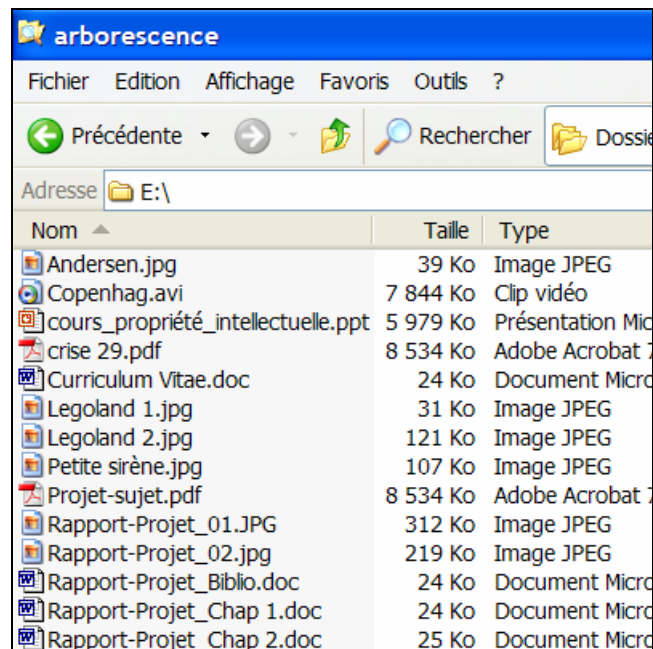 arborescence
Fichier Edition Affichage Favoris Outils ?
Précédente Rechercher Dossie
Adresse E:\
Nom Taille Type
Andersen.jpg 39 Ko Image JPEG
Copenhag.avi 7 844 Ko Clip vidéo
cours_propriété_intellectuelle.ppt 5 979 Ko Présentation Mic
crise 29.pdf 8 534 Ko Adobe Acrobat 7
Curriculum Vitae.doc 24 Ko Document Micro
Legoland 1.jpg 31 Ko Image JPEG
Legoland 2.jpg 121 Ko Image JPEG
Petite sirène.jpg 107 Ko Image JPEG
Projet-sujet.pdf 8 534 Ko Adobe Acrobat 7
Rapport-Projet_01.JPG 312 Ko Image JPEG
Rapport-Projet_02.jpg 219 Ko Image JPEG
Rapport-Projet_Biblio.doc 24 Ko Document Micro
Rapport-Projet_Chap 1.doc 24 Ko Document Micro
Rapport-Projet_Chap 2.doc 25 Ko Document Micro